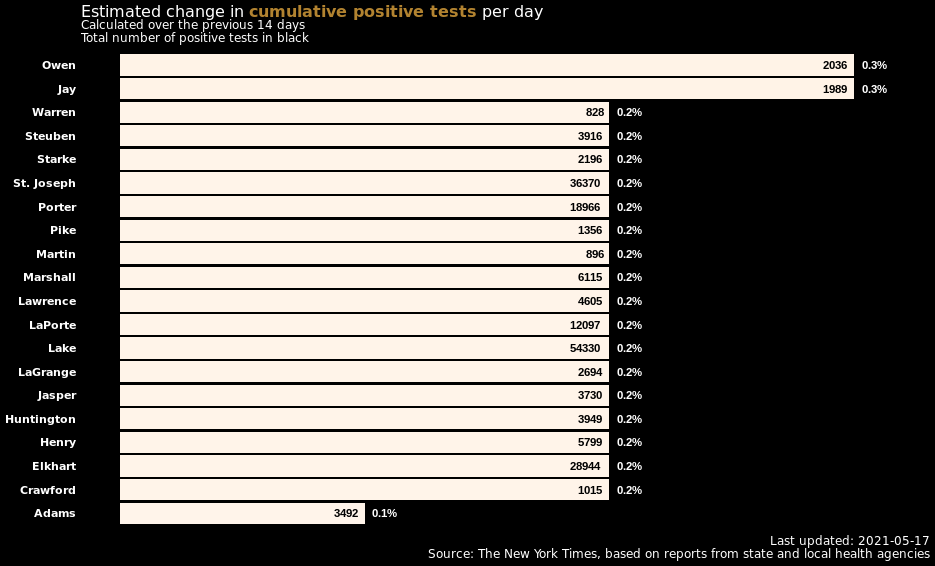 Estimated change in cumulative positive tests per day
Calculated over the previous 14 days
Total number of positive tests in black
Owen 2036 0.3%
Jay 1989 0.3%
Warren 828 0.2%
Steuben 3916 0.2%
Starke 2196 0.2%
St. Joseph 36370 0.2%
Porter 18966 0.2%
Pike 1356 0.2%
Martin 896 0.2%
Marshall 6115 0.2%
Lawrence 4605 0.2%
LaPorte 12097 0.2%
Lake 54330 0.2%
LaGrange 2694 0.2%
Jasper 3730 0.2%
Huntington 3949 0.2%
Henry 5799 0.2%
Elkhart 28944 0.2%
Crawford 1015 0.2%
Adams 3492 0.1%
Last updated: 2021-05-17
Source: The New York Times, based on reports from state and local health agencies